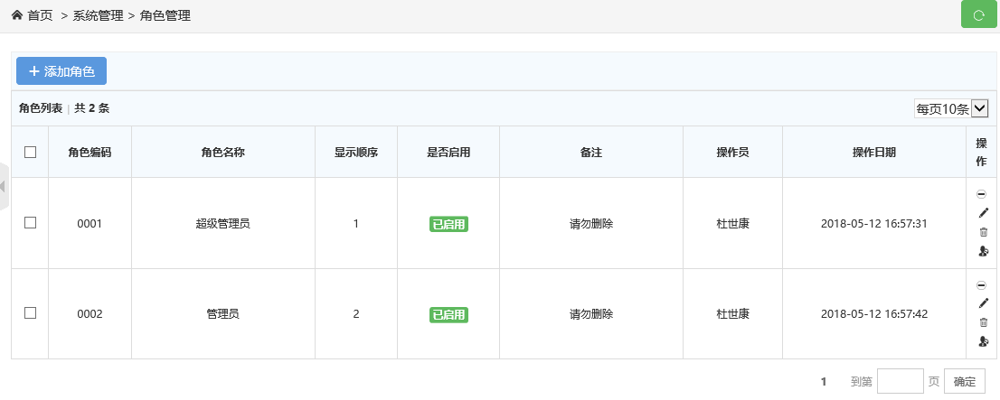 首页 > 系统管理 > 角色管理
添加角色
角色列表 | 共 2 条 每页10条
角色编码 角色名称 显示顺序 是否启用 备注 操作员 操作日期 操作
0001 超级管理员 1 已启用 请勿删除 杜世康 2018-05-12 16:57:31
0002 管理员 2 已启用 请勿删除 杜世康 2018-05-12 16:57:42
1 到第 页 确定